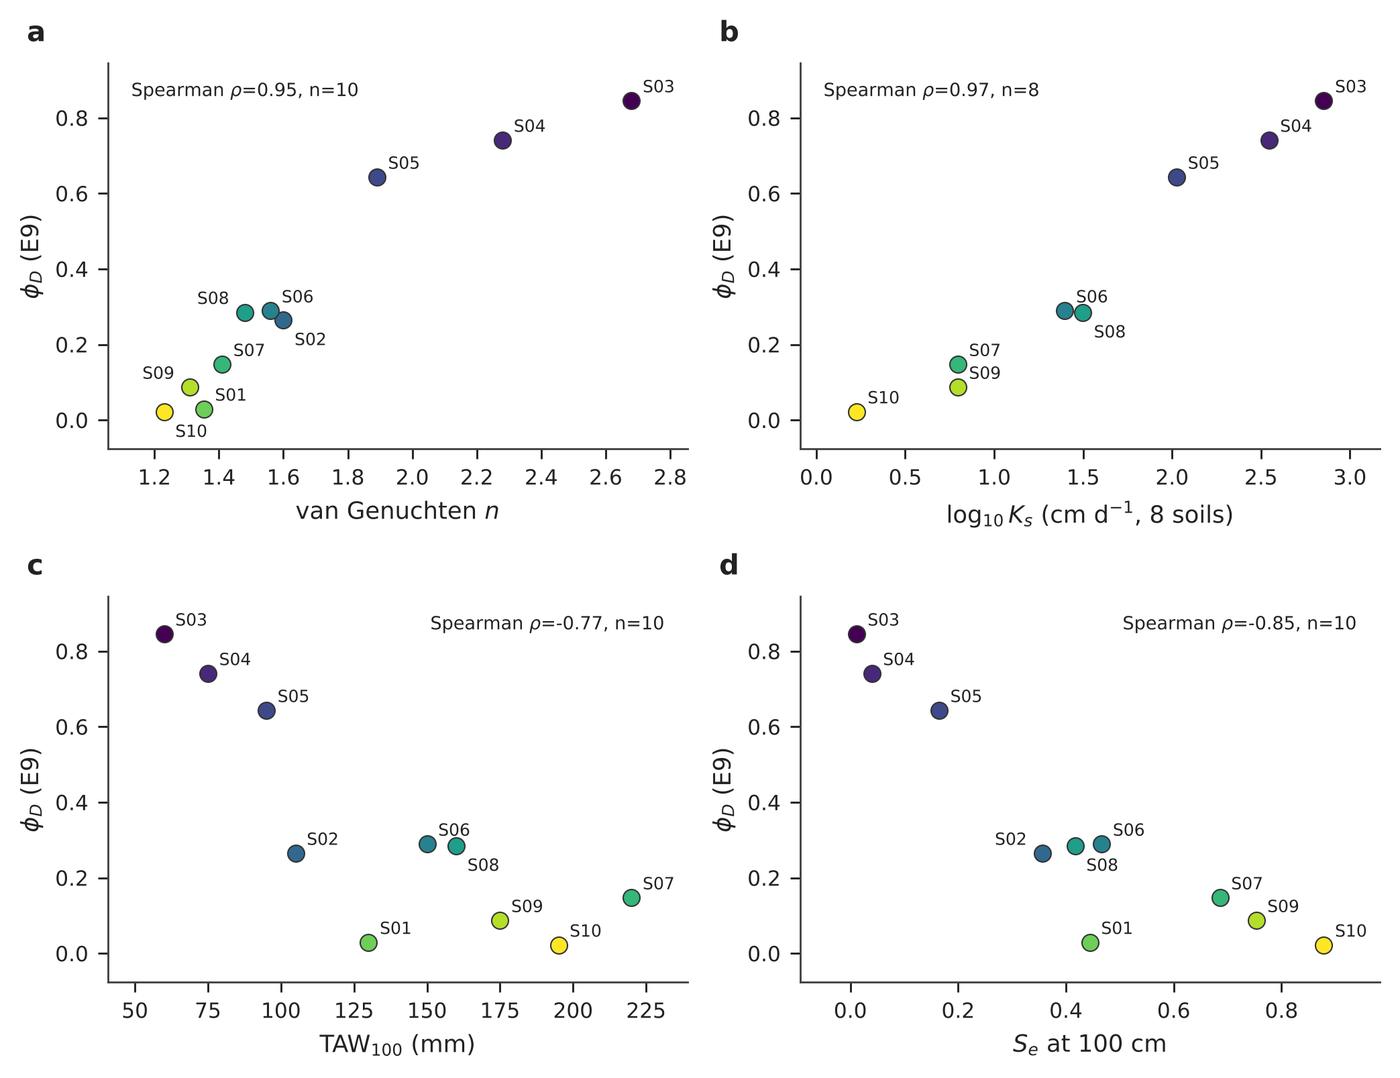 a
Spearman ρ=0.95, n=10
S03
S04
S05
S08
S06
S02
S07
S09
S01
S10
0.8
0.6
0.4
0.2
0.0
ϕD (E9)
1.2 1.4 1.6 1.8 2.0 2.2 2.4 2.6 2.8
van Genuchten n
b
Spearman ρ=0.97, n=8
S03
S04
S05
S06
S08
S07
S09
S10
0.8
0.6
0.4
0.2
0.0
ϕD (E9)
0.0 0.5 1.0 1.5 2.0 2.5 3.0
log10 Ks (cm d−1, 8 soils)
c
Spearman ρ=-0.77, n=10
S03
S04
S05
S02
S06
S08
S07
S09
S01
S10
0.8
0.6
0.4
0.2
0.0
ϕD (E9)
50 75 100 125 150 175 200 225
TAW100 (mm)
d
Spearman ρ=-0.85, n=10
S03
S04
S05
S02
S06
S08
S07
S09
S01
S10
0.8
0.6
0.4
0.2
0.0
ϕD (E9)
0.0 0.2 0.4 0.6 0.8
Se at 100 cm